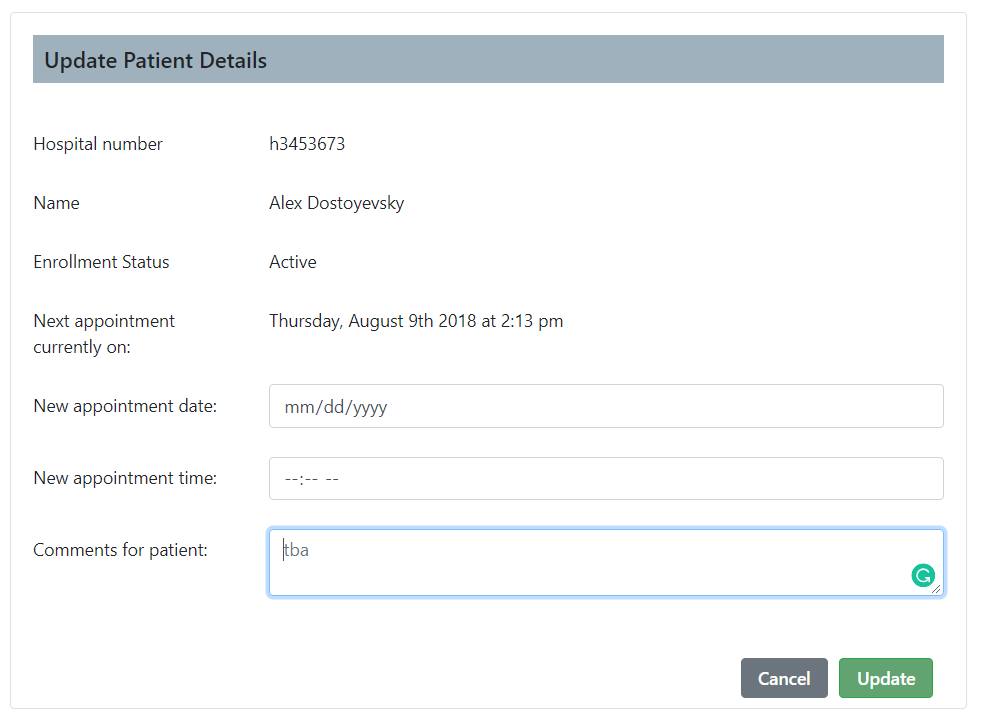 Update Patient Details
Hospital number h3453673
Name Alex Dostoyevsky
Enrollment Status Active
Next appointment currently on: Thursday, August 9th 2018 at 2:13 pm
New appointment date: mm/dd/yyyy
New appointment time: --:-- --
Comments for patient: tba
Cancel Update